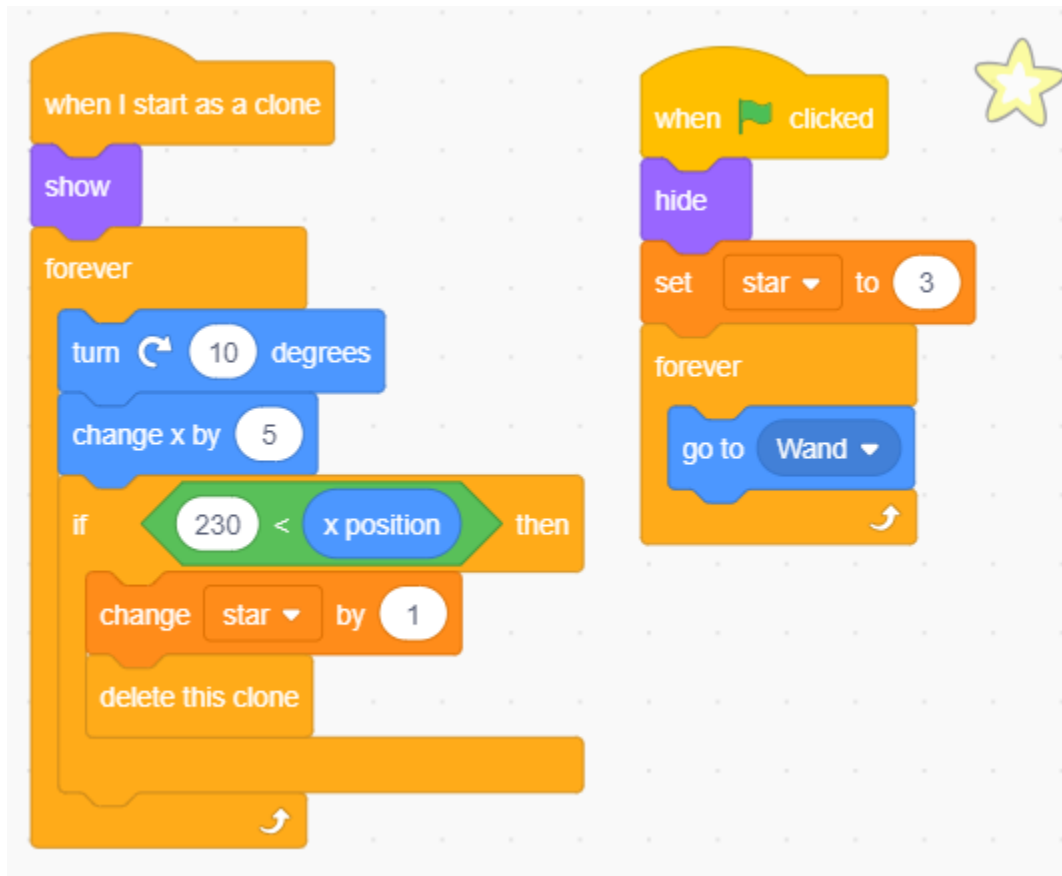 when I start as a clone
show
forever
turn 10 degrees
change x by 5
if 230 < x position then
change star by 1
delete this clone
when clicked
hide
set star to 3
forever
go to Wand